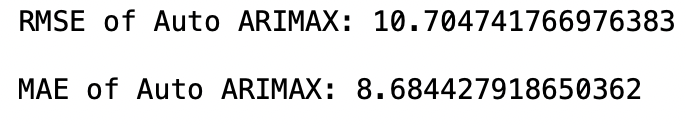 RMSE of Auto ARIMAX: 10.704741766976383
MAE of Auto ARIMAX: 8.684427918650362